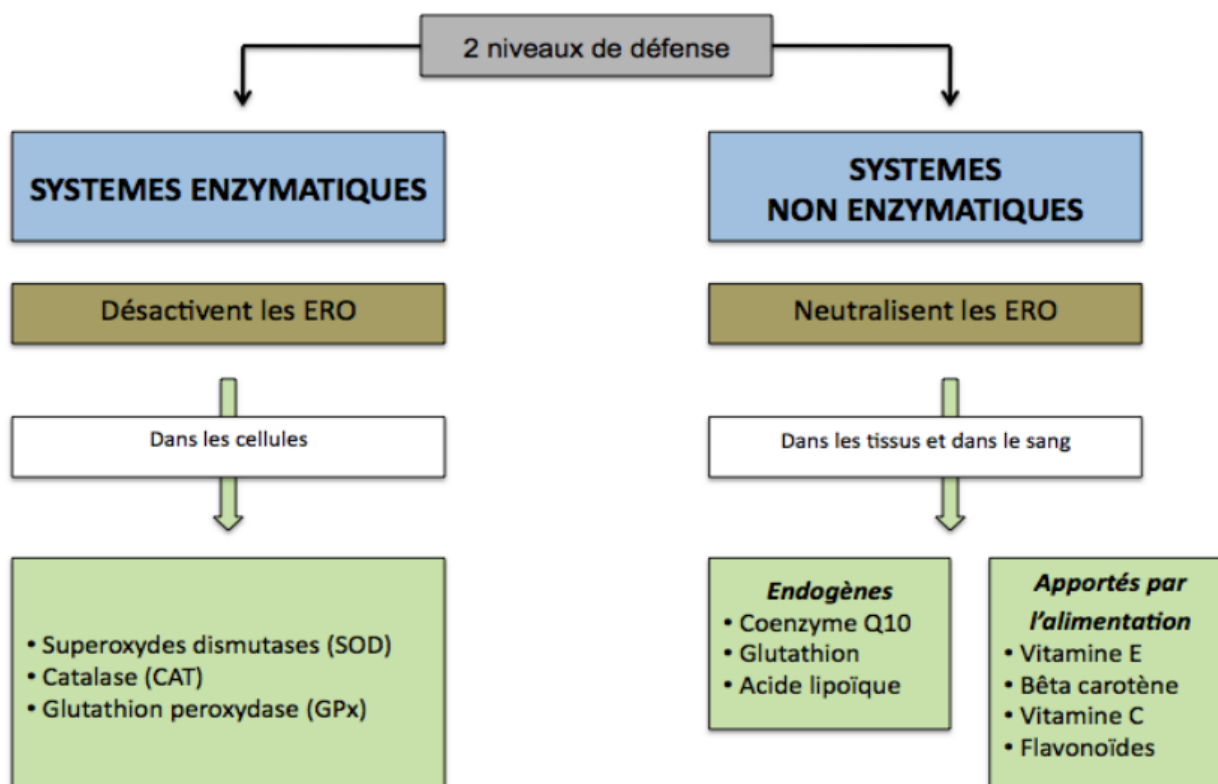 2 niveaux de défense
SYSTEMES ENZYMATIQUES
Désactivent les ERO
Dans les cellules
• Superoxydes dismutases (SOD)
• Catalase (CAT)
• Glutathion peroxydase (GPx)
SYSTEMES
NON ENZYMATIQUES
Neutralisent les ERO
Dans les tissus et dans le sang
Endogènes
• Coenzyme Q10
• Glutathion
• Acide lipoïque
Apportés par
l'alimentation
• Vitamine E
• Bêta carotène
• Vitamine C
• Flavonoïdes